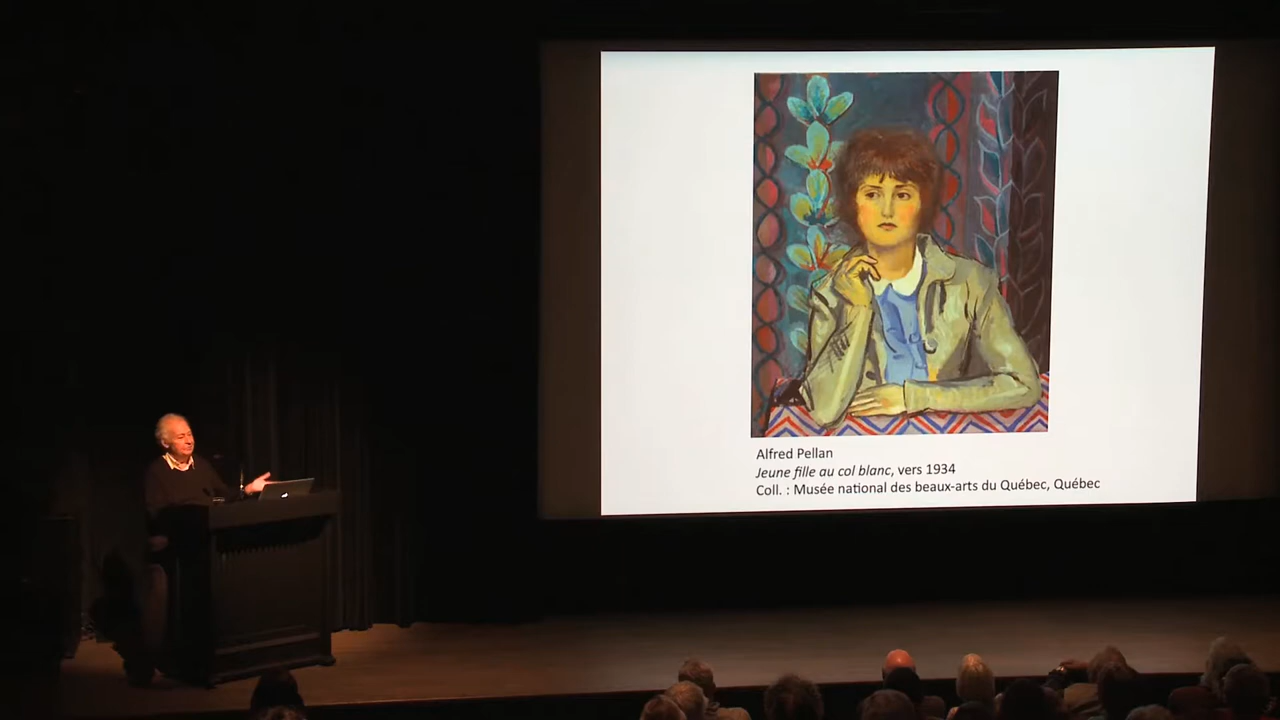 Alfred Pellan
Jeune fille au col blanc, vers 1934
Coll. : Musée national des beaux-arts du Québec, Québec